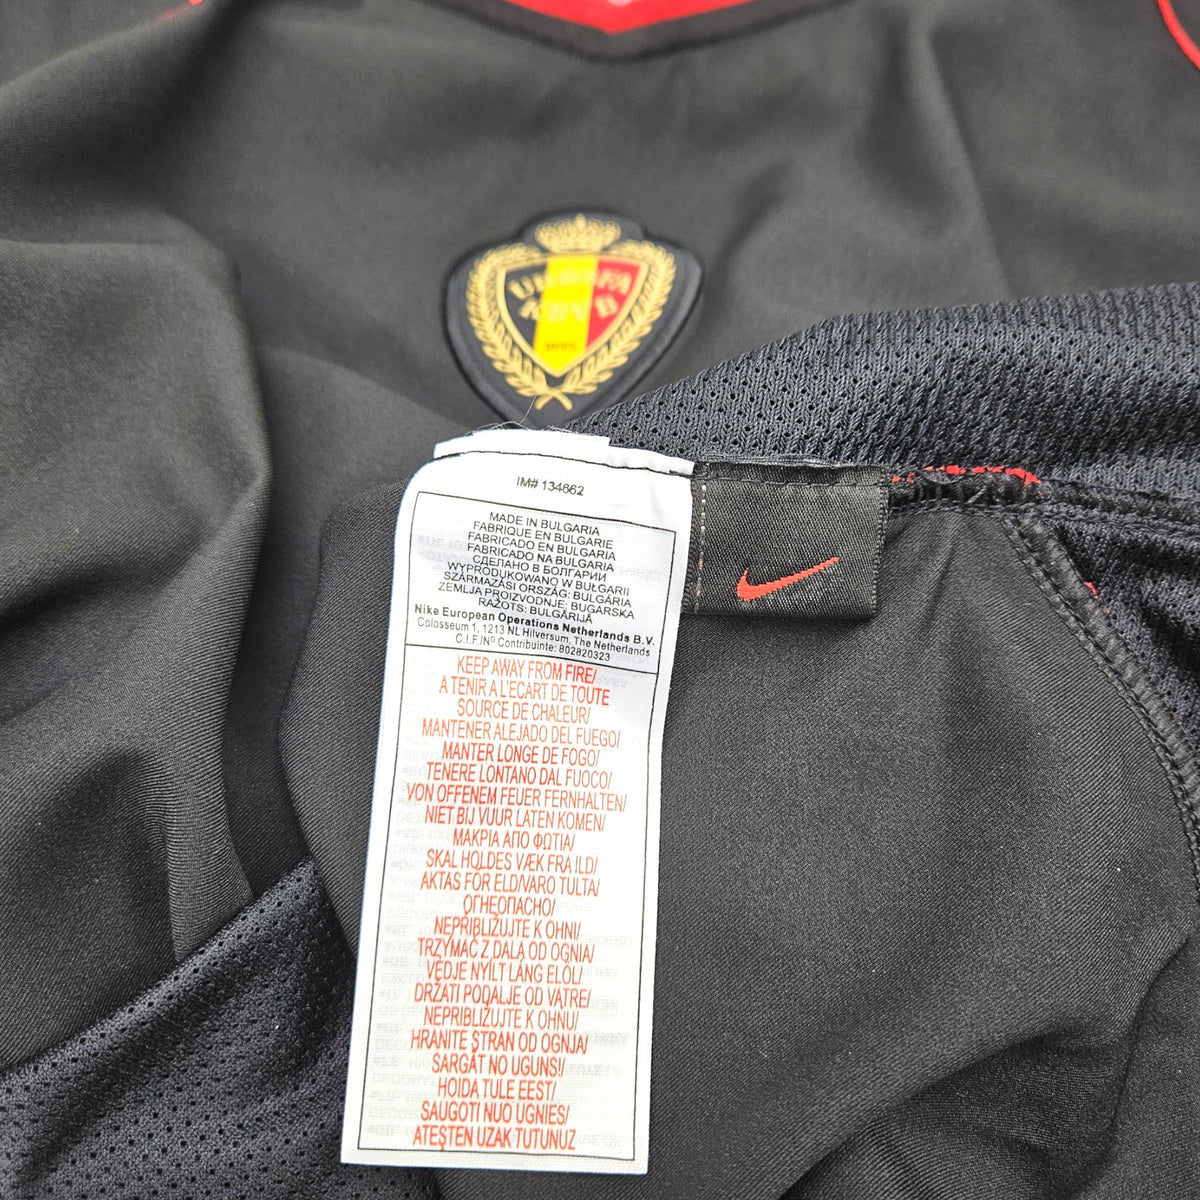 1895
IM# 134662
MADE IN BULGARIA
FABRIQUE EN BULGARIE
FABRICADO EN BULGARIA
FABRICADO NA BULGARIA
СДЕЛАНО В БОЛГАРИИ
WYPRODUKOWANO W BUŁGARII
SZÁRMAZÁSI ORSZÁG: BULGÁRIA
ZEMLJA PROIZVODNJE: BUGARSKA
RAŽOTS: BULGĀRIJĀ
Nike European Operations Netherlands B.V.
Colosseum 1, 1213 NL Hilversum, The Netherlands
C.I.F/Nº Contribuinte: 802820323
KEEP AWAY FROM FIRE/
A TENIR A L'ECART DE TOUTE
SOURCE DE CHALEUR/
MANTENER ALEJADO DEL FUEGO/
MANTER LONGE DE FOGO/
TENERE LONTANO DAL FUOCO/
VON OFFENEM FEUER FERNHALTEN/
NIET BIJ VUUR LATEN KOMEN/
ΜΑΚΡΙΑ ΑΠΟ ΦΩΤΙΑ/
SKAL HOLDES VÆK FRA ILD/
AKTAS FÖR ELD/VARO TULTA/
ОГНЕОПАСНО/
NEPŘIBLIŽUJTE K OHNI/
TRZYMAĆ Z DALA OD OGNIA/
VÉDJE NYÍLT LÁNG ELŐL/
DRŽATI PODALJE OD VATRE/
NEPRIBLIŽUJTE K OHŇU/
HRANITE STRAN OD OGNJA/
SARGĀT NO UGUNS!/
HOIDA TULE EEST/
SAUGOTI NUO UGNIES/
ATEŞTEN UZAK TUTUNUZ